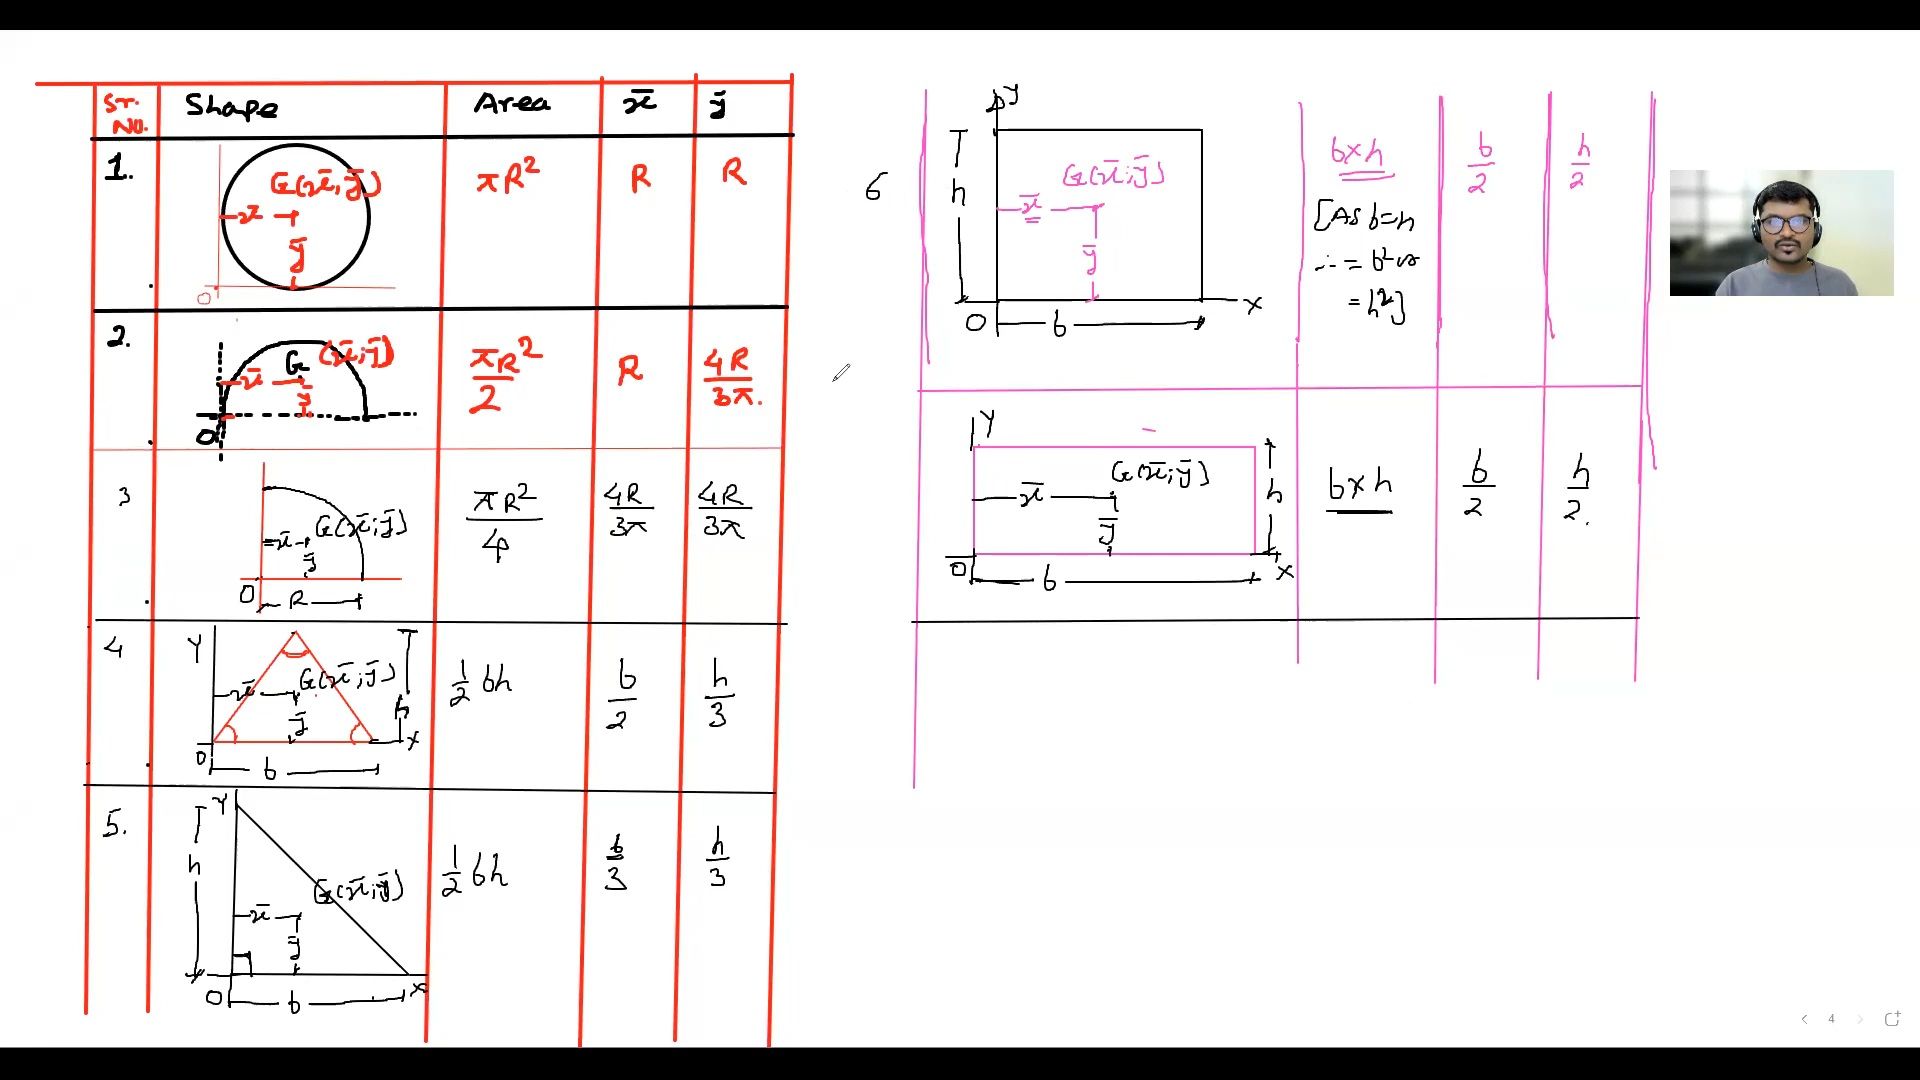 Sr. No. Shape Area x̄ ȳ
1. G(x̄, ȳ) πR² R R
x̄
ȳ
O
2. G (x̄, ȳ) πR²/2 R 4R/3π.
x̄
ȳ
O
3 G(x̄, ȳ) πR²/4 4R/3π 4R/3π
x̄
ȳ
O R
4 Y G(x̄, ȳ) 1/2 bh b/2 h/3
x̄
ȳ h
O x
b
5. Y G(x̄, ȳ) 1/2 bh b/3 h/3
h
x̄
ȳ
O b x
6 y G(x̄, ȳ) b×h b/2 h/2
h
x̄
ȳ
O b x
[As b=h
∴ = b² or
= h²]
Y G(x̄, ȳ) b×h b/2 h/2.
x̄ h
ȳ
O b x
4